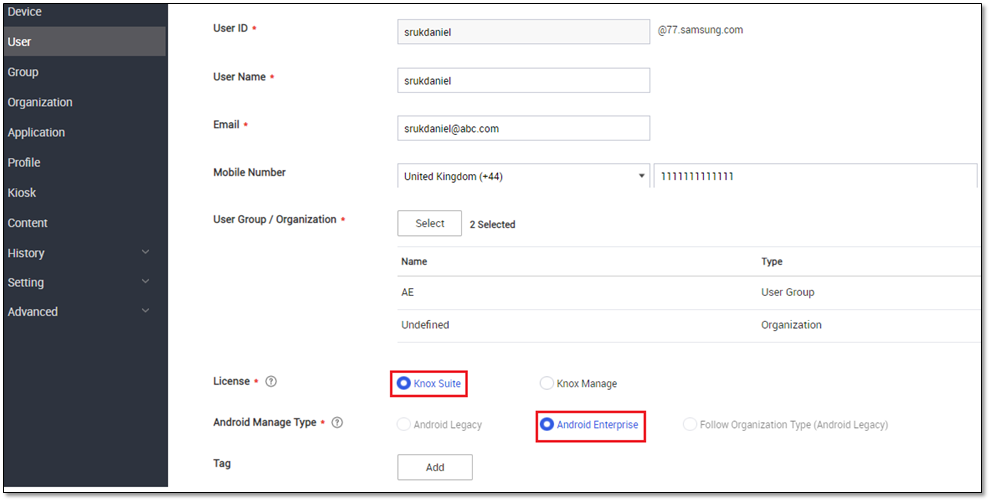 Device
User
Group
Organization
Application
Profile
Kiosk
Content
History
Setting
Advanced
User ID * srukdaniel @77.samsung.com
User Name * srukdaniel
Email * srukdaniel@abc.com
Mobile Number United Kingdom (+44) 1111111111111
User Group / Organization * Select 2 Selected
Name Type
AE User Group
Undefined Organization
License * ? Knox Suite Knox Manage
Android Manage Type * ? Android Legacy Android Enterprise Follow Organization Type (Android Legacy)
Tag Add